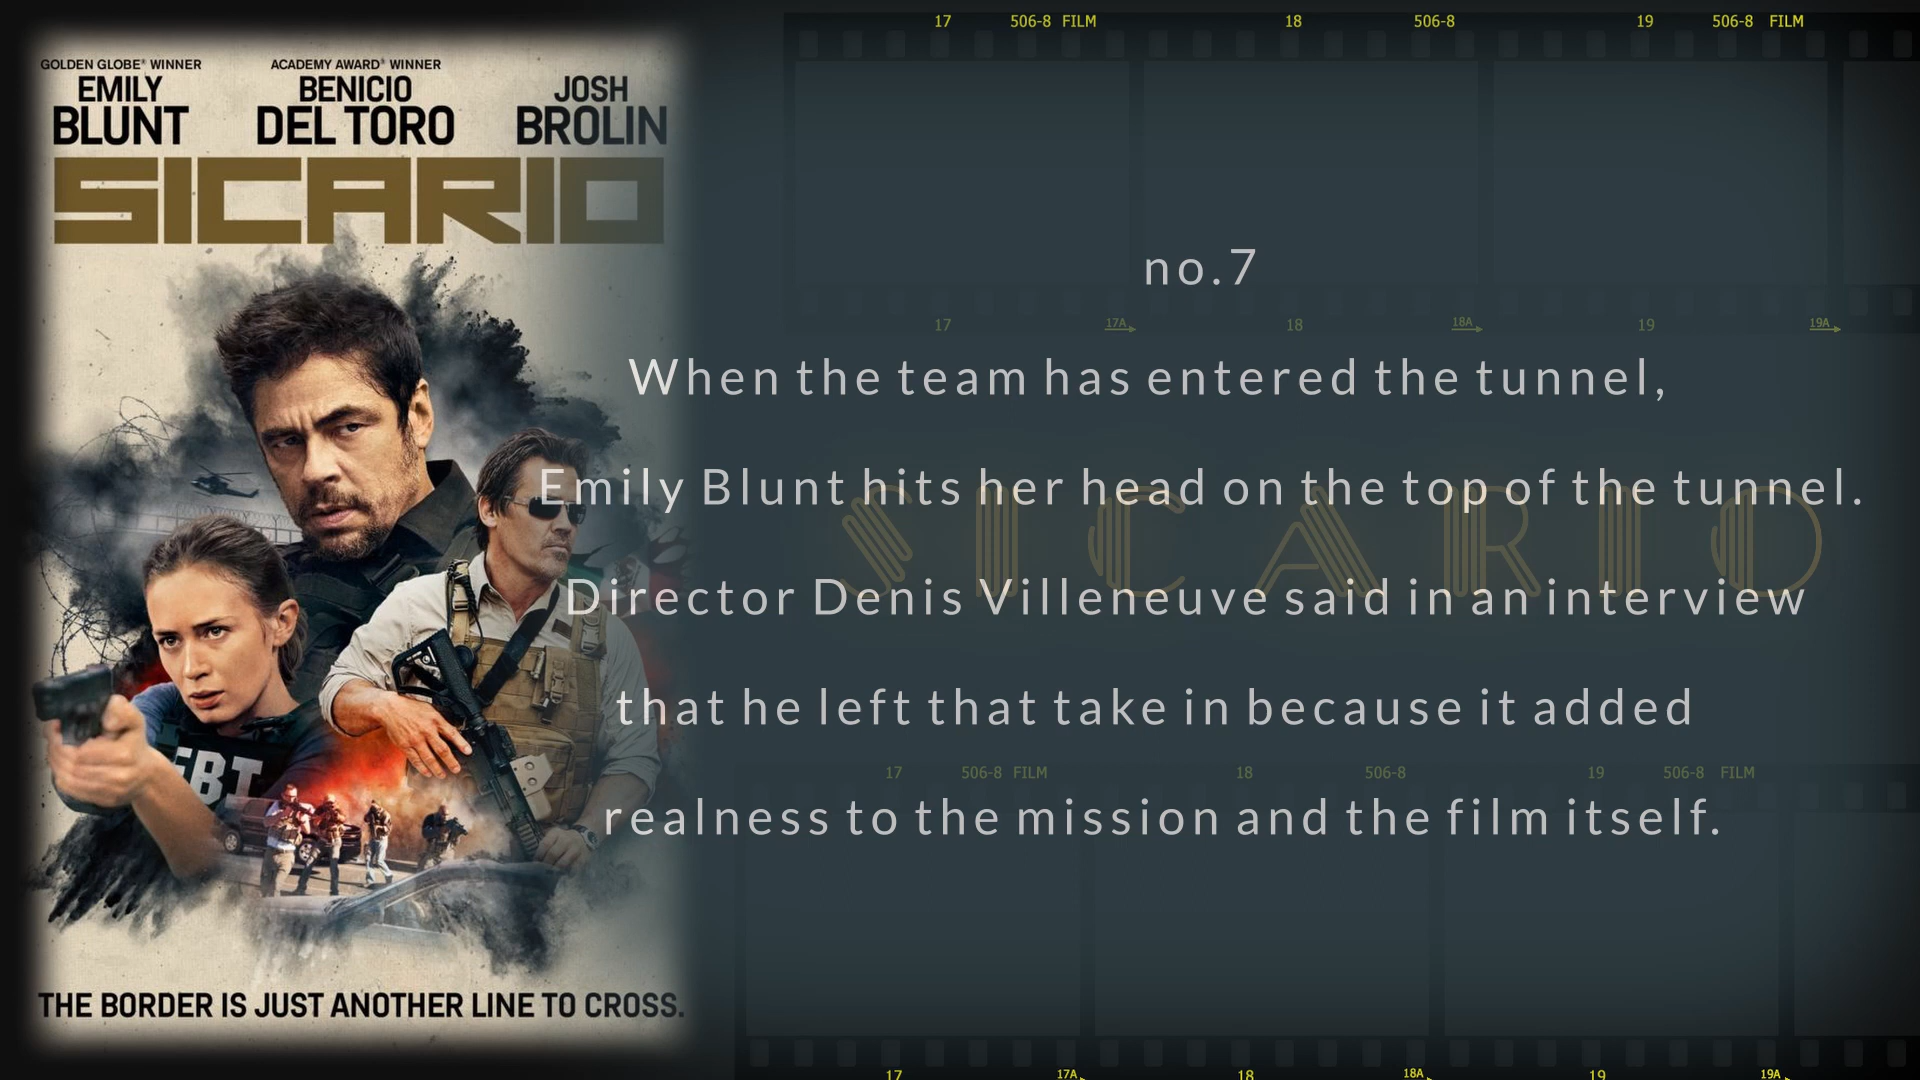 17 506-8 FILM 18 506-8 19 506-8 FILM
GOLDEN GLOBE® WINNER ACADEMY AWARD® WINNER
EMILY BENICIO JOSH
BLUNT DEL TORO BROLIN
SICARIO
no.7
17 17A 18 18A 19 19A
When the team has entered the tunnel,
Emily Blunt hits her head on the top of the tunnel.
SICARIO
Director Denis Villeneuve said in an interview
that he left that take in because it added
FBI
17 506-8 FILM 18 506-8 19 506-8 FILM
realness to the mission and the film itself.
THE BORDER IS JUST ANOTHER LINE TO CROSS.
17 17A 18 18A 19 19A